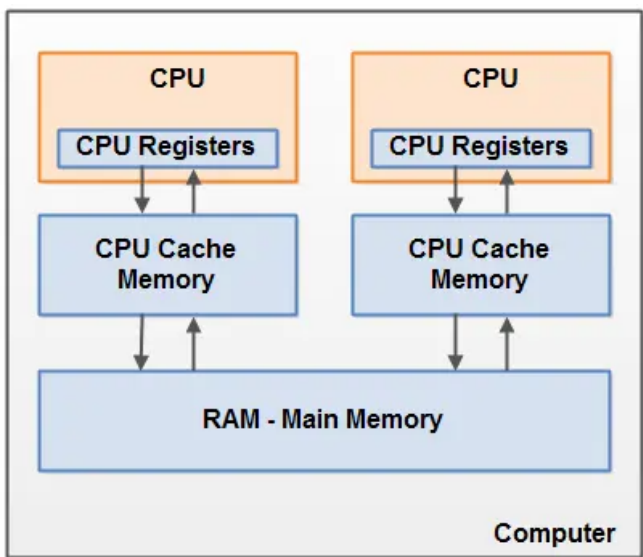 CPU
CPU
CPU Registers
CPU Registers
CPU Cache
Memory
CPU Cache
Memory
RAM - Main Memory
Computer